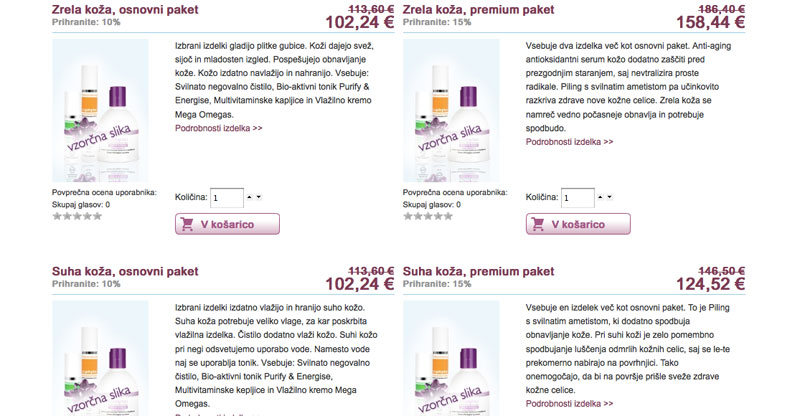 Zrela koža, osnovni paket
113,60 €
Prihranite: 10%
102,24 €
vzorčna slika
Izbrani izdelki gladijo plitke gubice. Koži dajejo svež,
sijoč in mladosten izgled. Pospešujejo obnavljanje
kože. Kožo izdatno navlažijo in nahranijo. Vsebuje:
Svilnato negovalno čistilo, Bio-aktivni tonik Purify &
Energise, Multivitaminske kapljice in Vlažilno kremo
Mega Omegas.
Podrobnosti izdelka >>
Povprečna ocena uporabnika:
Skupaj glasov: 0
Količina: 1
V košarico
Zrela koža, premium paket
186,40 €
Prihranite: 15%
158,44 €
vzorčna slika
Vsebuje dva izdelka več kot osnovni paket. Anti-aging
antioksidantni serum kožo dodatno zaščiti pred
prezgodnjim staranjem, saj nevtralizira proste
radikale. Piling s svilnatim ametistom pa učinkovito
razkriva zdrave nove kožne celice. Zrela koža se
namreč vedno počasneje obnavlja in potrebuje
spodbudo.
Podrobnosti izdelka >>
Povprečna ocena uporabnika:
Skupaj glasov: 0
Količina: 1
V košarico
Suha koža, osnovni paket
113,60 €
Prihranite: 10%
102,24 €
vzorčna slika
Izbrani izdelki izdatno vlažijo in hranijo suho kožo.
Suha koža potrebuje veliko vlage, za kar poskrbita
vlažilna izdelka. Čistilo dodatno vlaži kožo. Suhi kožo
pri negi odsvetujemo uporabo vode. Namesto vode
naj se uporablja tonik. Vsebuje: Svilnato negovalno
čistilo, Bio-aktivni tonik Purify & Energise,
Multivitaminske kepljice in Vlažilno kremo Mega
Omegas.
Podrobnosti izdelka >>
Suha koža, premium paket
146,50 €
Prihranite: 15%
124,52 €
vzorčna slika
Vsebuje en izdelek več kot osnovni paket. To je Piling
s svilnatim ametistom, ki dodatno spodbuja
obnavljanje kože. Pri suhi koži je zelo pomembno
spodbujanje luščenja odmrlih kožnih celic, saj se le-te
prekomerno nabirajo na povrhnjici. Tako
onemogočajo, da bi na površje prišle sveže zdrave
kožne celice.
Podrobnosti izdelka >>